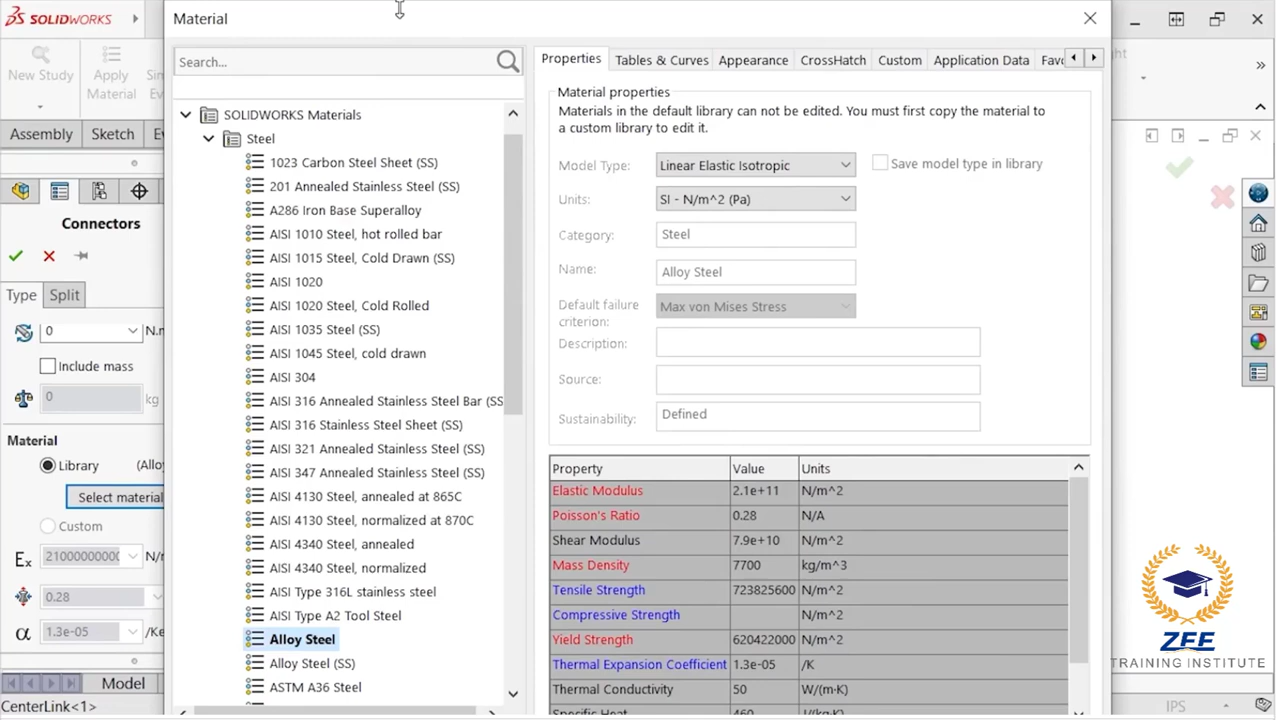 SOLIDWORKS
Material
Search...
New Study
Apply
Material
Assembly
Sketch
Connectors
Type
Split
0
Include mass
0
kg
Material
Library
Select material
Custom
0.28
1.3e-05
Model
CenterLink<1>
SOLIDWORKS Materials
Steel
1023 Carbon Steel Sheet (SS)
201 Annealed Stainless Steel (SS)
A286 Iron Base Superalloy
AISI 1010 Steel, hot rolled bar
AISI 1015 Steel, Cold Drawn (SS)
AISI 1020
AISI 1020 Steel, Cold Rolled
AISI 1035 Steel (SS)
AISI 1045 Steel, cold drawn
AISI 304
AISI 316 Annealed Stainless Steel Bar (SS
AISI 316 Stainless Steel Sheet (SS)
AISI 321 Annealed Stainless Steel (SS)
AISI 347 Annealed Stainless Steel (SS)
AISI 4130 Steel, annealed at 865C
AISI 4130 Steel, normalized at 870C
AISI 4340 Steel, annealed
AISI 4340 Steel, normalized
AISI Type 316L stainless steel
AISI Type A2 Tool Steel
Alloy Steel
Alloy Steel (SS)
ASTM A36 Steel
Properties
Tables & Curves
Appearance
CrossHatch
Custom
Application Data
Material properties
Materials in the default library can not be edited. You must first copy the material to
a custom library to edit it.
Model Type: Linear Elastic Isotropic
Save model type in library
Units: SI - N/m^2 (Pa)
Category: Steel
Name: Alloy Steel
Default failure
criterion: Max von Mises Stress
Description:
Source:
Sustainability: Defined
Property Value Units
Elastic Modulus 2.1e+11 N/m^2
Poisson's Ratio 0.28 N/A
Shear Modulus 7.9e+10 N/m^2
Mass Density 7700 kg/m^3
Tensile Strength 723825600 N/m^2
Compressive Strength N/m^2
Yield Strength 620422000 N/m^2
Thermal Expansion Coefficient 1.3e-05 /K
Thermal Conductivity 50 W/(m·K)
ZEE
TRAINING INSTITUTE
IPS